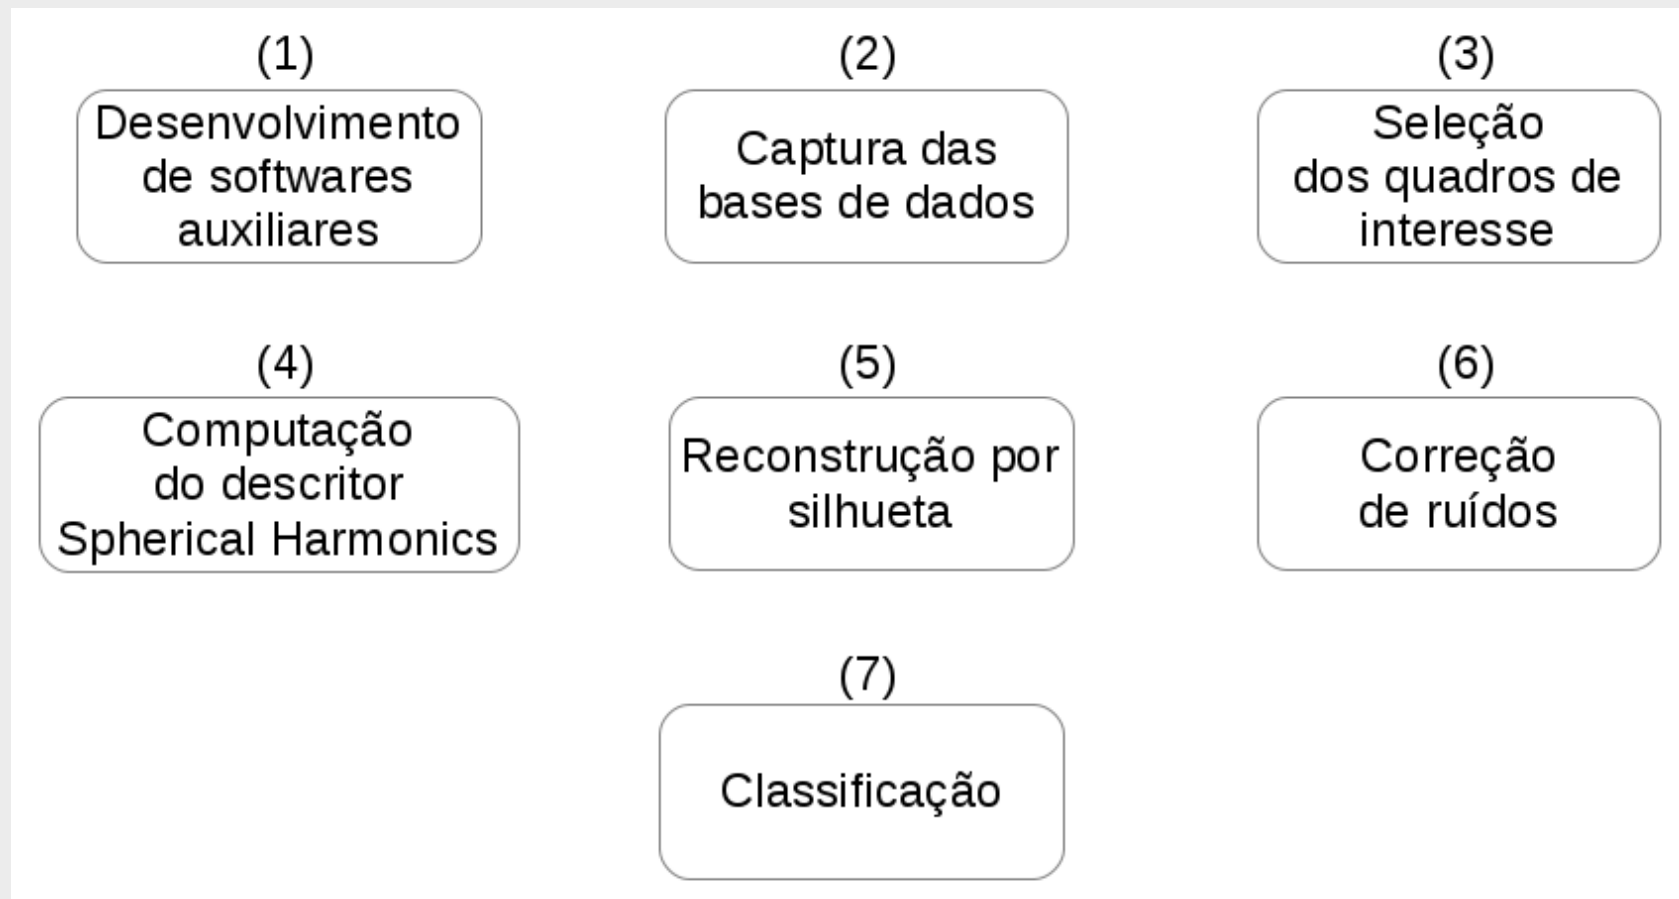 (1)
Desenvolvimento
de softwares
auxiliares
(2)
Captura das
bases de dados
(3)
Seleção
dos quadros de
interesse
(4)
Computação
do descritor
Spherical Harmonics
(5)
Reconstrução por
silhueta
(6)
Correção
de ruídos
(7)
Classificação